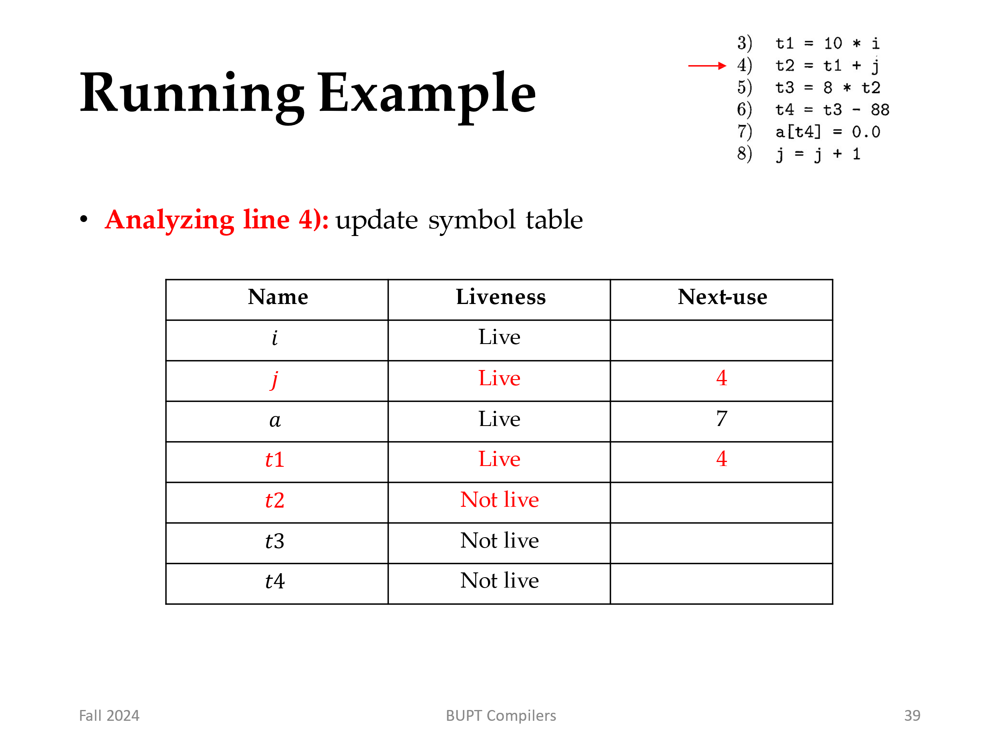 Running Example
3) t1 = 10 * i
4) t2 = t1 + j
5) t3 = 8 * t2
6) t4 = t3 - 88
7) a[t4] = 0.0
8) j = j + 1
• Analyzing line 4): update symbol table
Name Liveness Next-use
i Live
j Live 4
a Live 7
t1 Live 4
t2 Not live
t3 Not live
t4 Not live
Fall 2024 BUPT Compilers 39